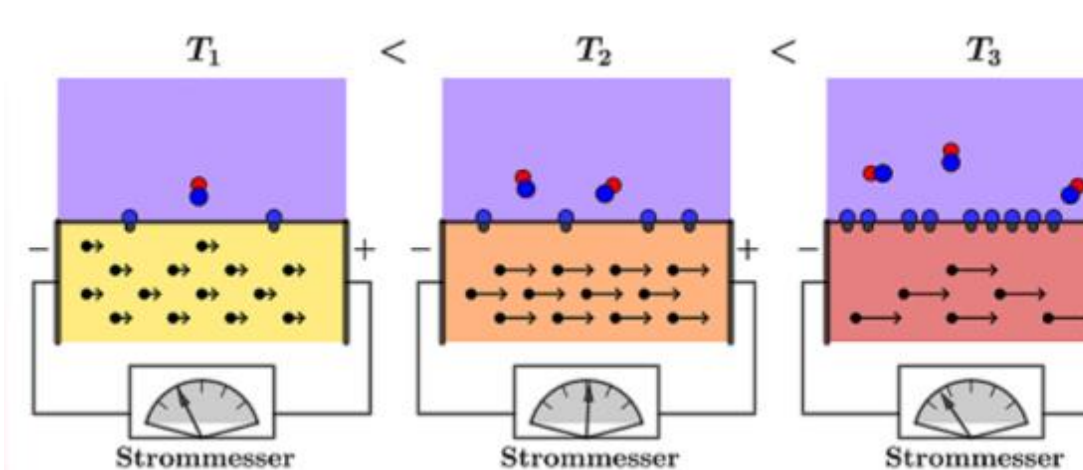 T₁ < T₂ < T₃
− + − + −
Strommesser Strommesser Strommesser